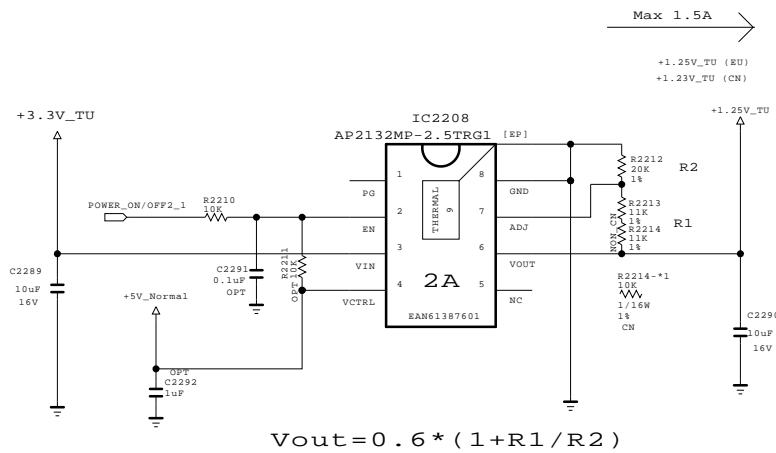 Max 1.5A
+1.25V_TU (EU)
+1.23V_TU (CN)
+3.3V_TU
+1.25V_TU
IC2208
AP2132MP-2.5TRG1
[EP]
R2212
20K
1%
R2
1
PG
8
GND
THERMAL
9
POWER_ON/OFF2_1
R2210
10K
2
EN
7
ADJ
R2213
11K
1%
R2214
11K
1%
NON_CN
R1
3
VIN
6
VOUT
C2289
10uF
16V
C2291
0.1uF
OPT
R2211
10K
OPT
4
VCTRL
2A
5
NC
R2214-*1
10K
1/16W
1%
CN
+5V_Normal
EAN61387601
C2290
10uF
16V
OPT
C2292
1uF
Vout=0.6*(1+R1/R2)